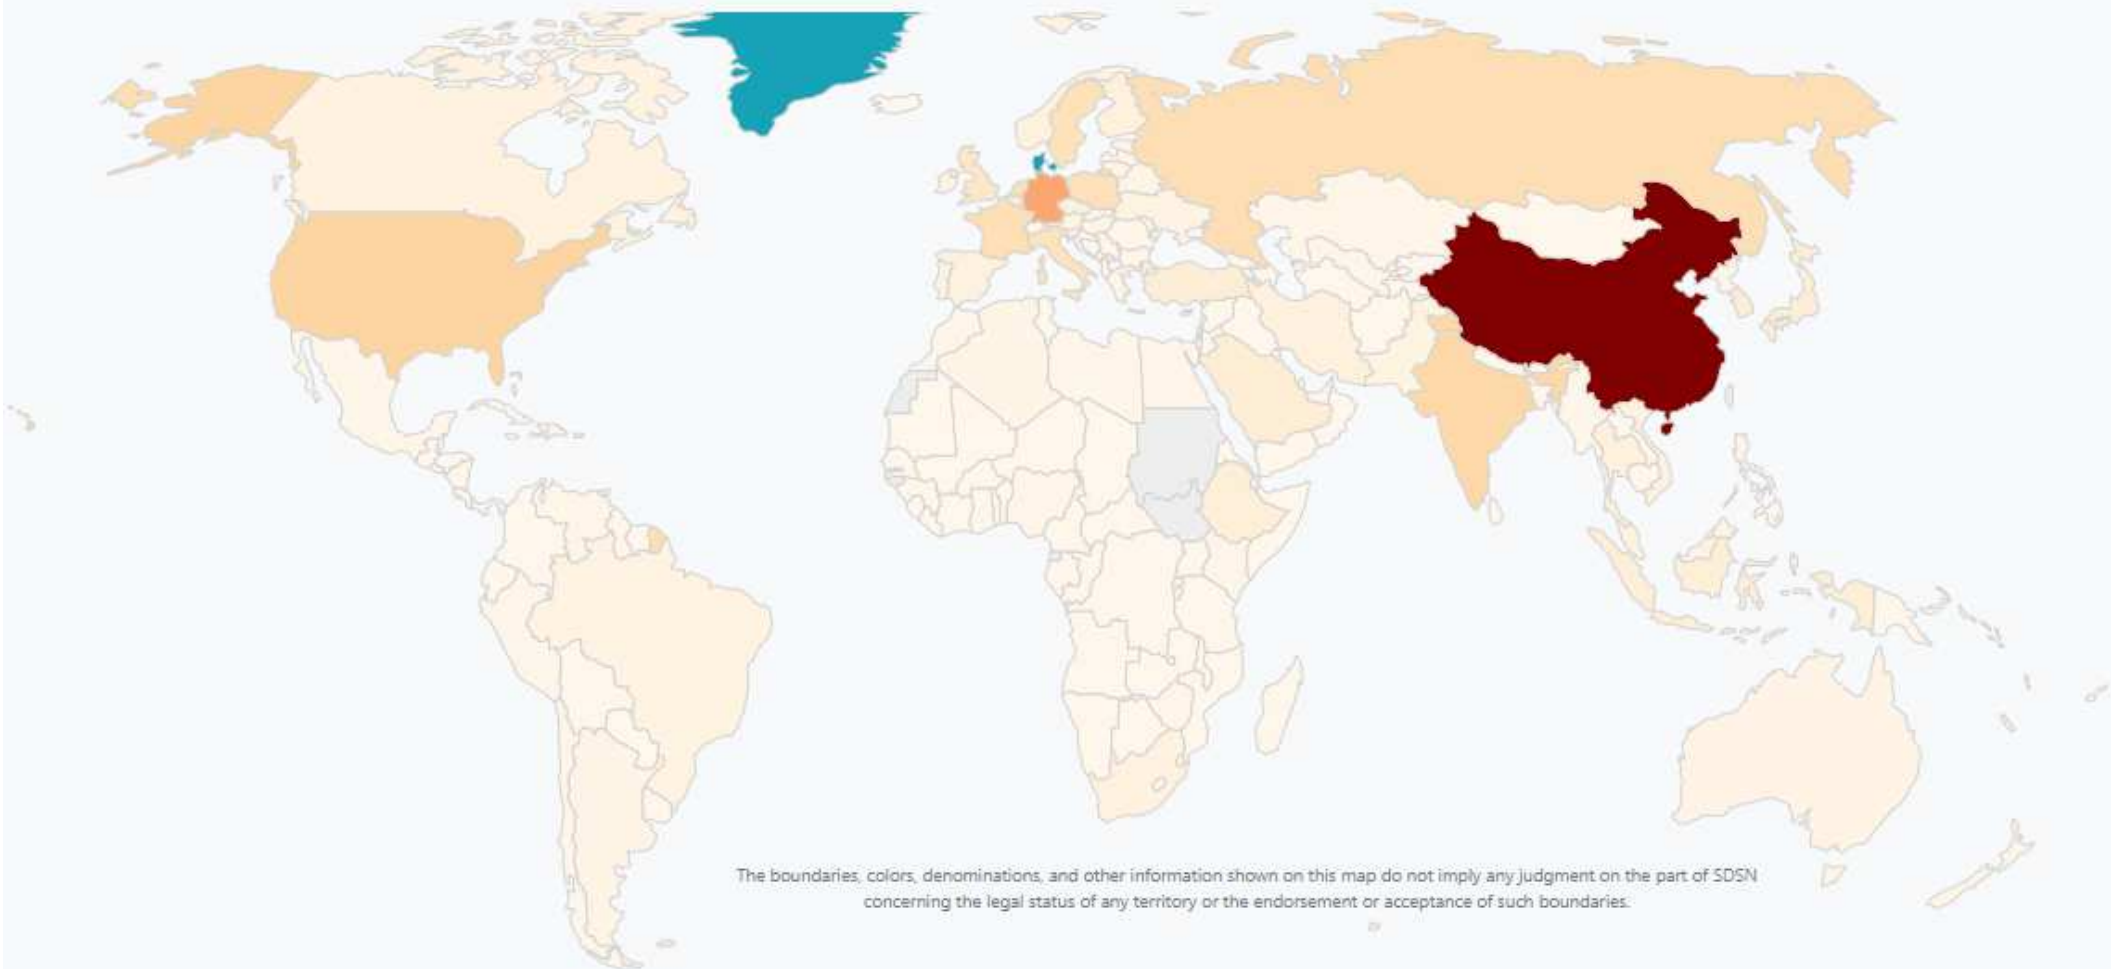 The boundaries, colors, denominations, and other information shown on this map do not imply any judgment on the part of SDSN
concerning the legal status of any territory or the endorsement or acceptance of such boundaries.